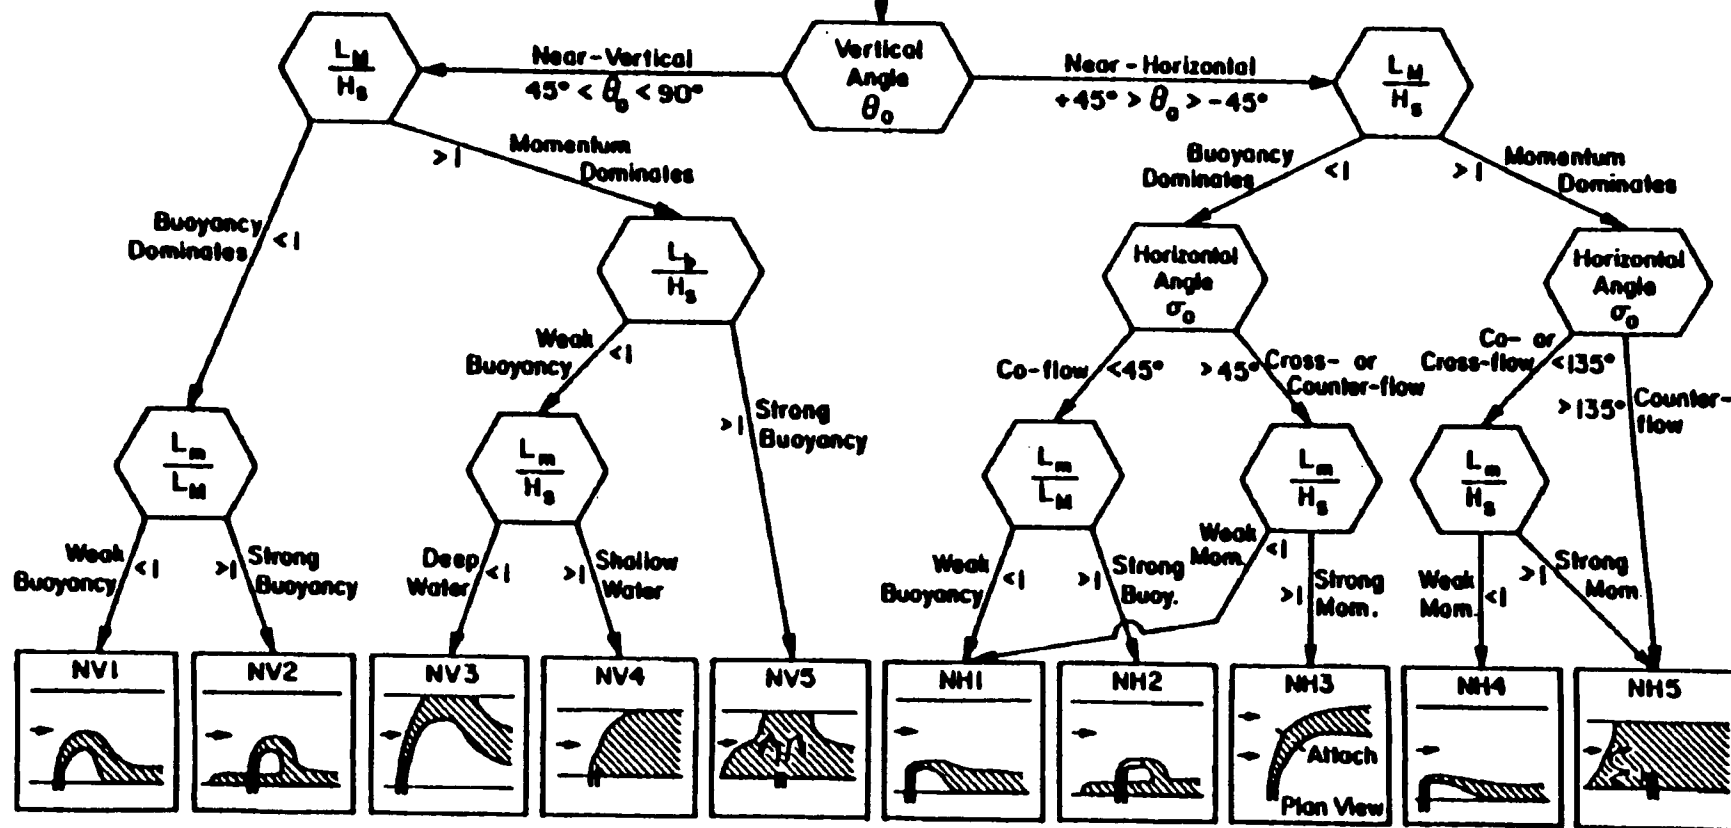 Vertical
Angle
θ₀
Near-Vertical
45° < θ₀ < 90°
Near-Horizontal
+45° > θ₀ > -45°
L_M
H_s
L_M
H_s
Buoyancy
Dominates
<1
>1
Momentum
Dominates
Buoyancy
Dominates
<1
>1
Momentum
Dominates
L_b
H_s
Horizontal
Angle
σ₀
Horizontal
Angle
σ₀
Weak
Buoyancy
<1
>1
Strong
Buoyancy
Co-flow
<45°
>45°
Cross- or
Counter-flow
Co- or
Cross-flow
<135°
>135°
Counter-
flow
L_m
L_M
L_m
H_s
L_m
L_M
L_m
H_s
L_m
H_s
Weak
Buoyancy
<1
>1
Strong
Buoyancy
Deep
Water
<1
>1
Shallow
Water
Weak
Buoyancy
<1
>1
Strong
Buoy.
Weak
Mom.
<1
>1
Strong
Mom.
Weak
Mom.
<1
>1
Strong
Mom
NV1
NV2
NV3
NV4
NV5
NH1
NH2
NH3
Attach
Plan View
NH4
NH5